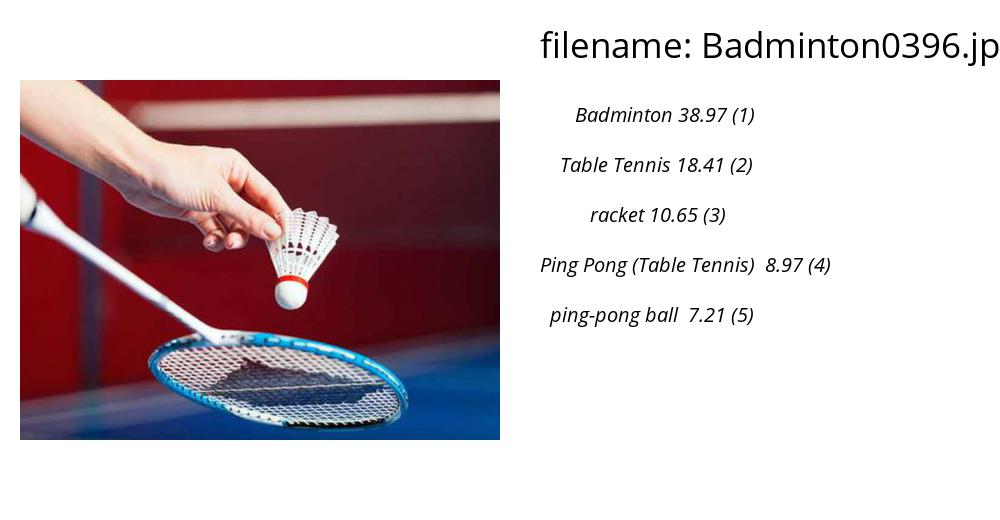 filename: Badminton0396.jp
Badminton 38.97 (1)
Table Tennis 18.41 (2)
racket 10.65 (3)
Ping Pong (Table Tennis) 8.97 (4)
ping-pong ball 7.21 (5)